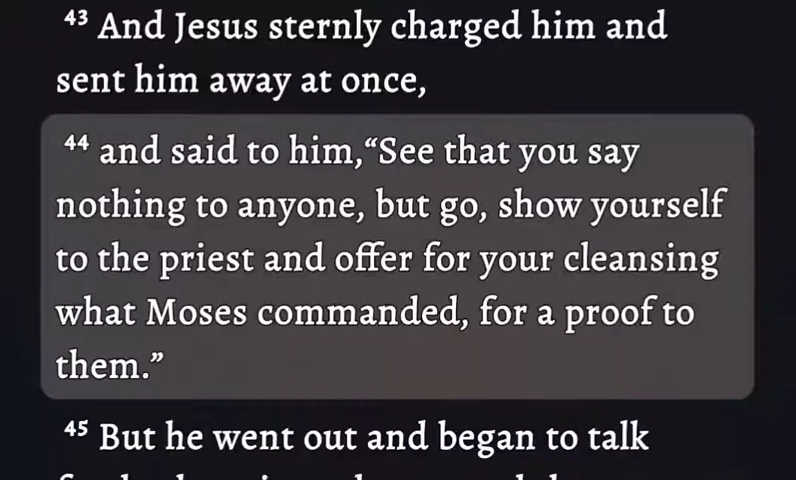 43 And Jesus sternly charged him and
sent him away at once,
44 and said to him,“See that you say
nothing to anyone, but go, show yourself
to the priest and offer for your cleansing
what Moses commanded, for a proof to
them.”
45 But he went out and began to talk